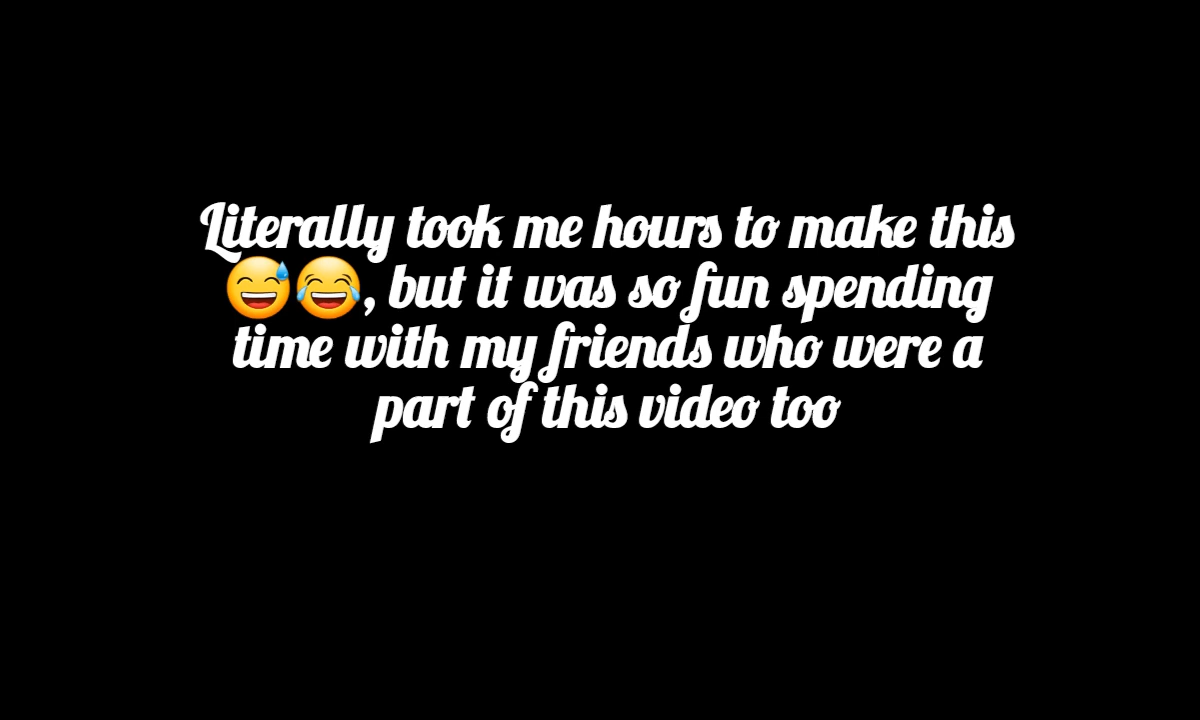 Literally took me hours to make this
😅😂, but it was so fun spending
time with my friends who were a
part of this video too